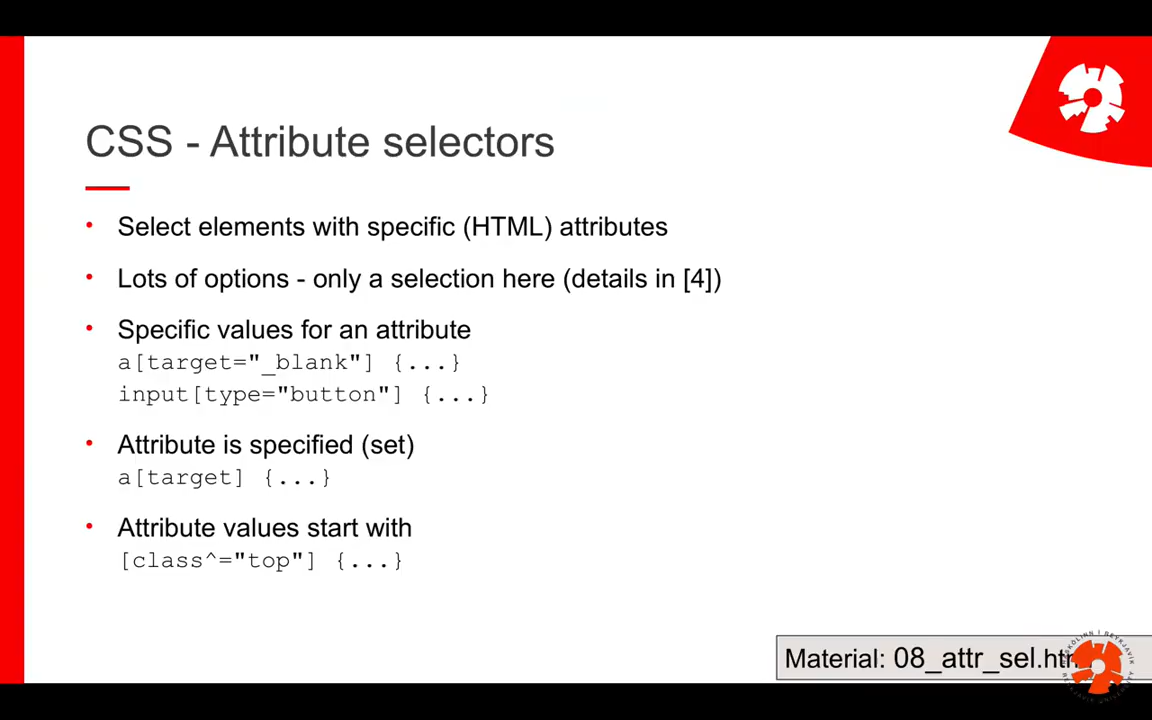 CSS - Attribute selectors
• Select elements with specific (HTML) attributes
• Lots of options - only a selection here (details in [4])
• Specific values for an attribute
a[target="_blank"] {...}
input[type="button"] {...}
• Attribute is specified (set)
a[target] {...}
• Attribute values start with
[class^="top"] {...}
Material: 08_attr_sel.htm